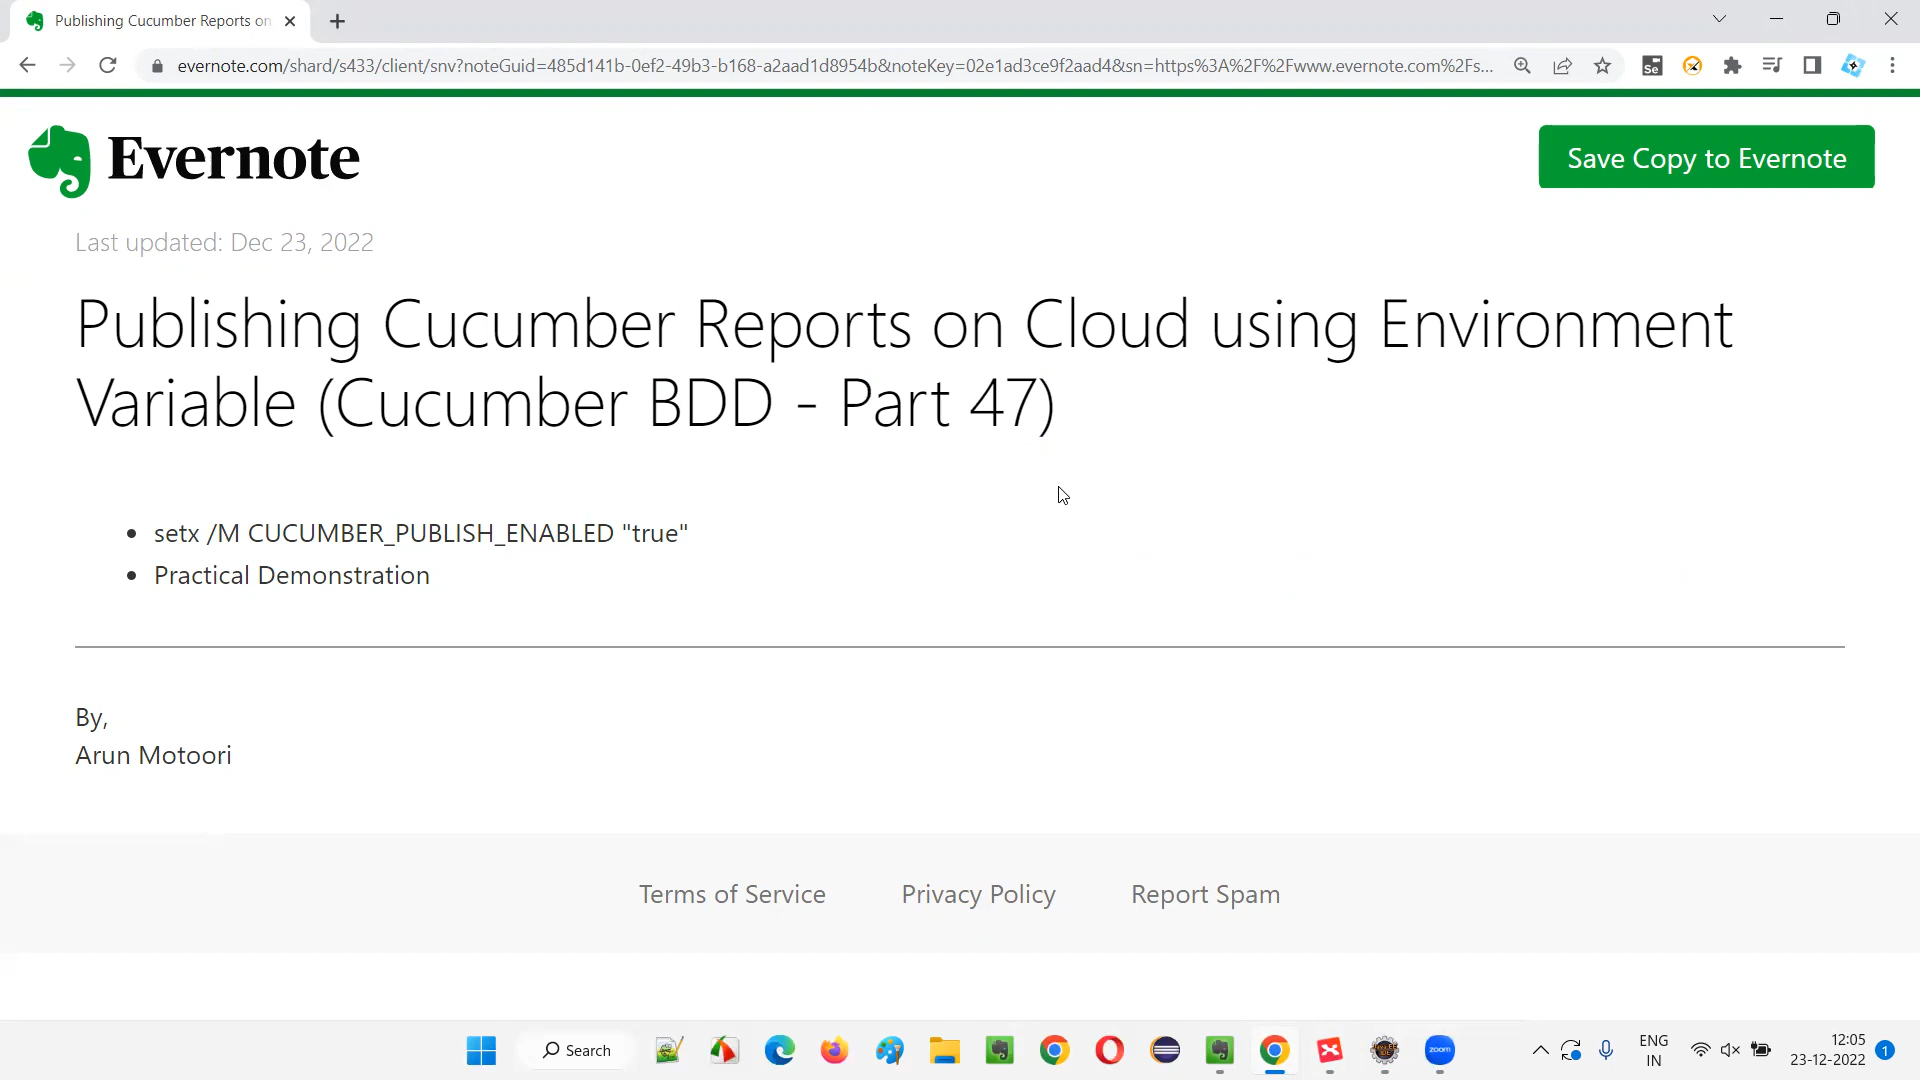 Publishing Cucumber Reports on
evernote.com/shard/s433/client/snv?noteGuid=485d141b-0ef2-49b3-b168-a2aad1d8954b&noteKey=02e1ad3ce9f2aad4&sn=https%3A%2F%2Fwww.evernote.com%2Fs...
Se
Evernote
Save Copy to Evernote
Last updated: Dec 23, 2022
Publishing Cucumber Reports on Cloud using Environment
Variable (Cucumber BDD - Part 47)
• setx /M CUCUMBER_PUBLISH_ENABLED "true"
• Practical Demonstration
By,
Arun Motoori
Terms of Service Privacy Policy Report Spam
Search
zoom
ENG
IN
12:05
23-12-2022
1